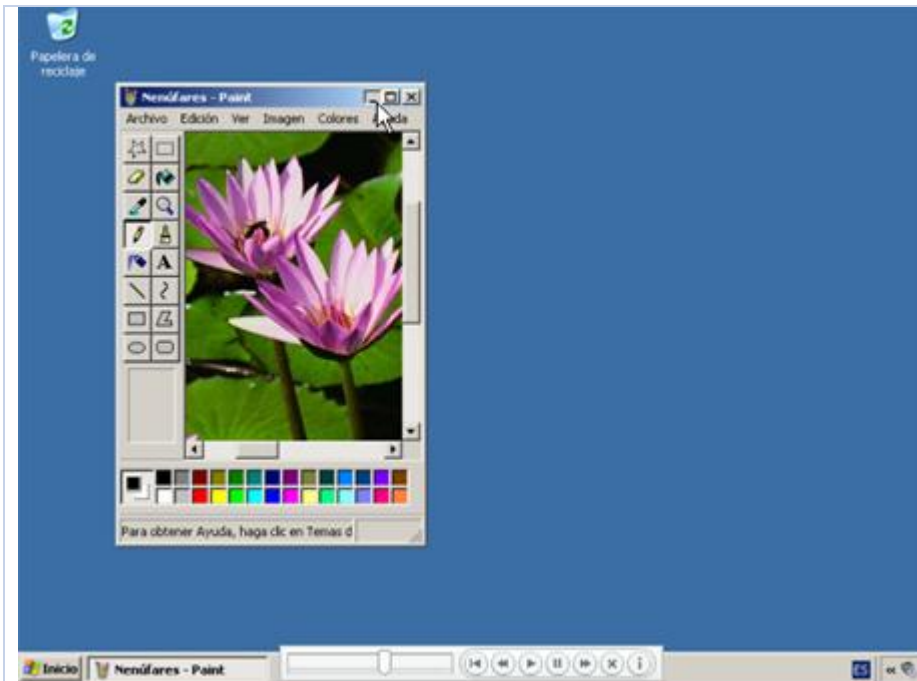 Papelera de
reciclaje
Nenúfares - Paint
Archivo Edición Ver Imagen Colores Ayuda
A
Para obtener Ayuda, haga clic en Temas d
Inicio
Nenúfares - Paint
ES